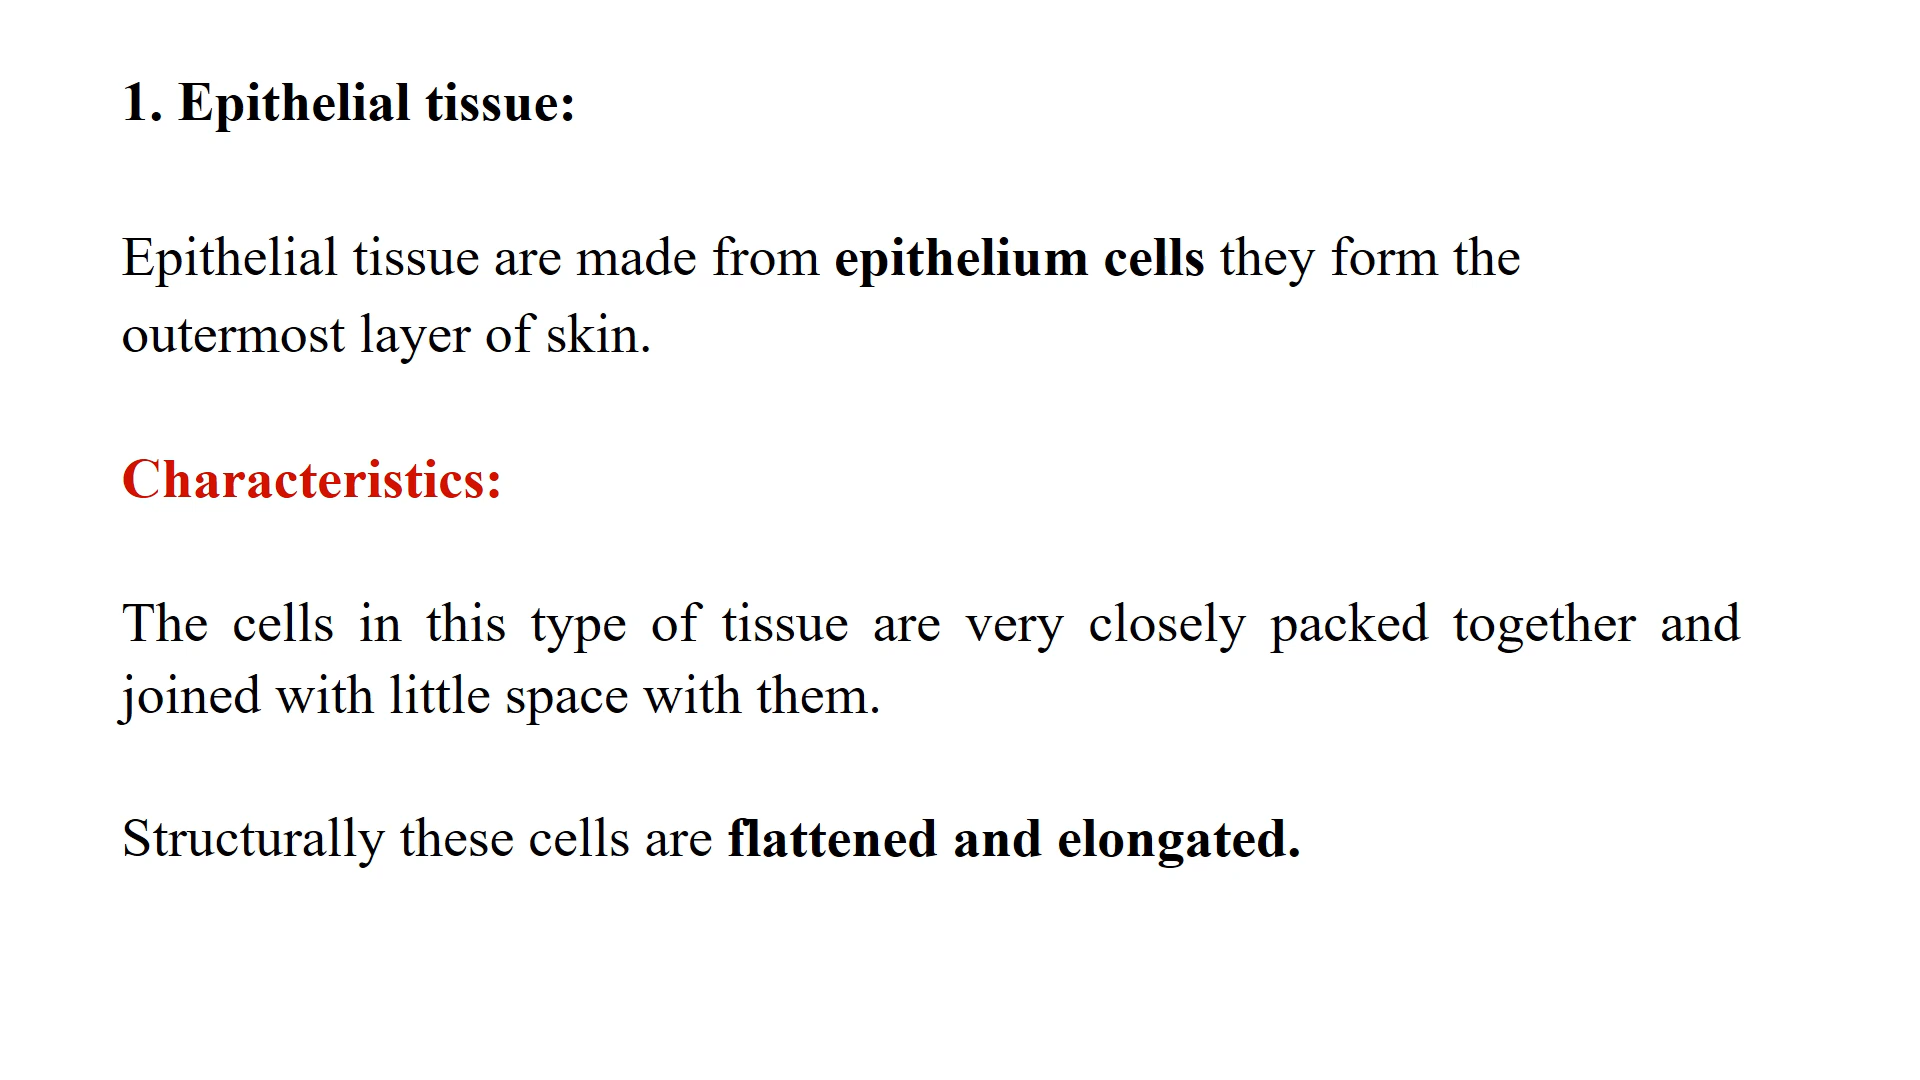 1. Epithelial tissue:
Epithelial tissue are made from epithelium cells they form the
outermost layer of skin.
Characteristics:
The cells in this type of tissue are very closely packed together and
joined with little space with them.
Structurally these cells are flattened and elongated.